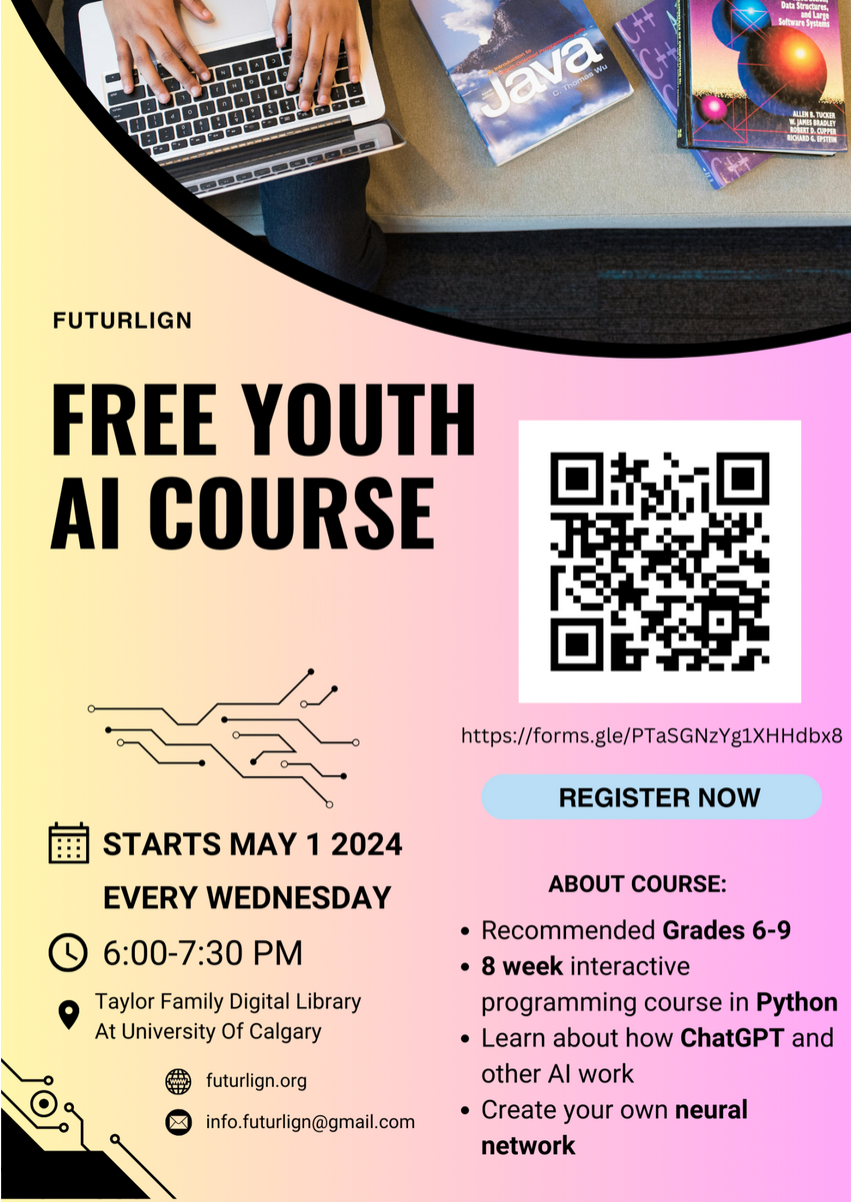 Java
C. Thomas Wu
C++
Data Structures,
and Large
Software Systems
ALLEN B. TUCKER
W. JAMES BRADLEY
ROBERT D. CUPPER
RICHARD G. EPSTEIN
FUTURLIGN
FREE YOUTH
AI COURSE
https://forms.gle/PTaSGNzYg1XHHdbx8
REGISTER NOW
STARTS MAY 1 2024
EVERY WEDNESDAY
6:00-7:30 PM
Taylor Family Digital Library
At University Of Calgary
futurlign.org
info.futurlign@gmail.com
ABOUT COURSE:
• Recommended Grades 6-9
• 8 week interactive
programming course in Python
• Learn about how ChatGPT and
other AI work
• Create your own neural
network